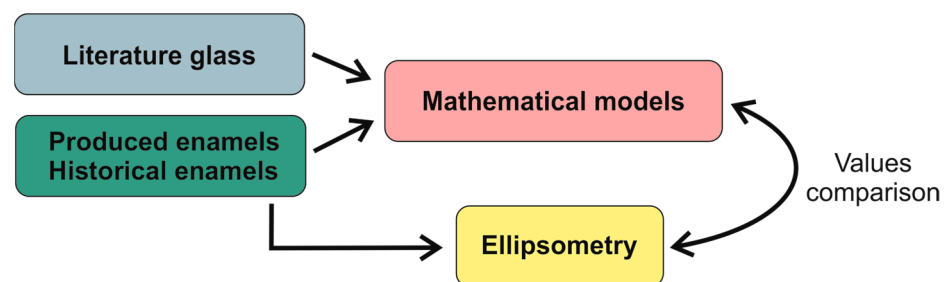 Literature glass
Produced enamels
Historical enamels
Mathematical models
Ellipsometry
Values
comparison